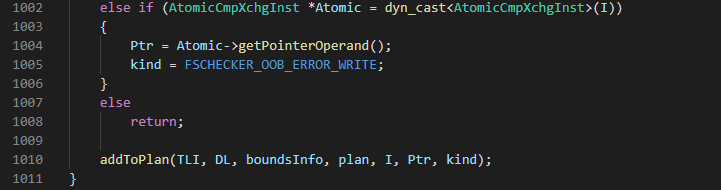 1002 else if (AtomicCmpXchgInst *Atomic = dyn_cast<AtomicCmpXchgInst>(I))
1003 {
1004 Ptr = Atomic->getPointerOperand();
1005 kind = FSCHECKER_OOB_ERROR_WRITE;
1006 }
1007 else
1008 return;
1009
1010 addToPlan(TLI, DL, boundsInfo, plan, I, Ptr, kind);
1011 }